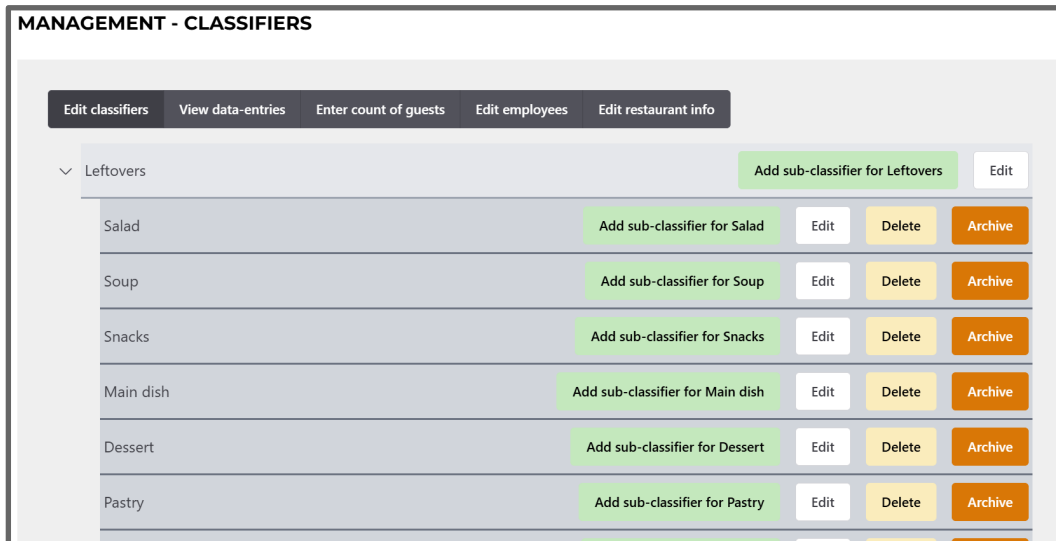 MANAGEMENT - CLASSIFIERS
Edit classifiers View data-entries Enter count of guests Edit employees Edit restaurant info
Leftovers Add sub-classifier for Leftovers Edit
Salad Add sub-classifier for Salad Edit Delete Archive
Soup Add sub-classifier for Soup Edit Delete Archive
Snacks Add sub-classifier for Snacks Edit Delete Archive
Main dish Add sub-classifier for Main dish Edit Delete Archive
Dessert Add sub-classifier for Dessert Edit Delete Archive
Pastry Add sub-classifier for Pastry Edit Delete Archive